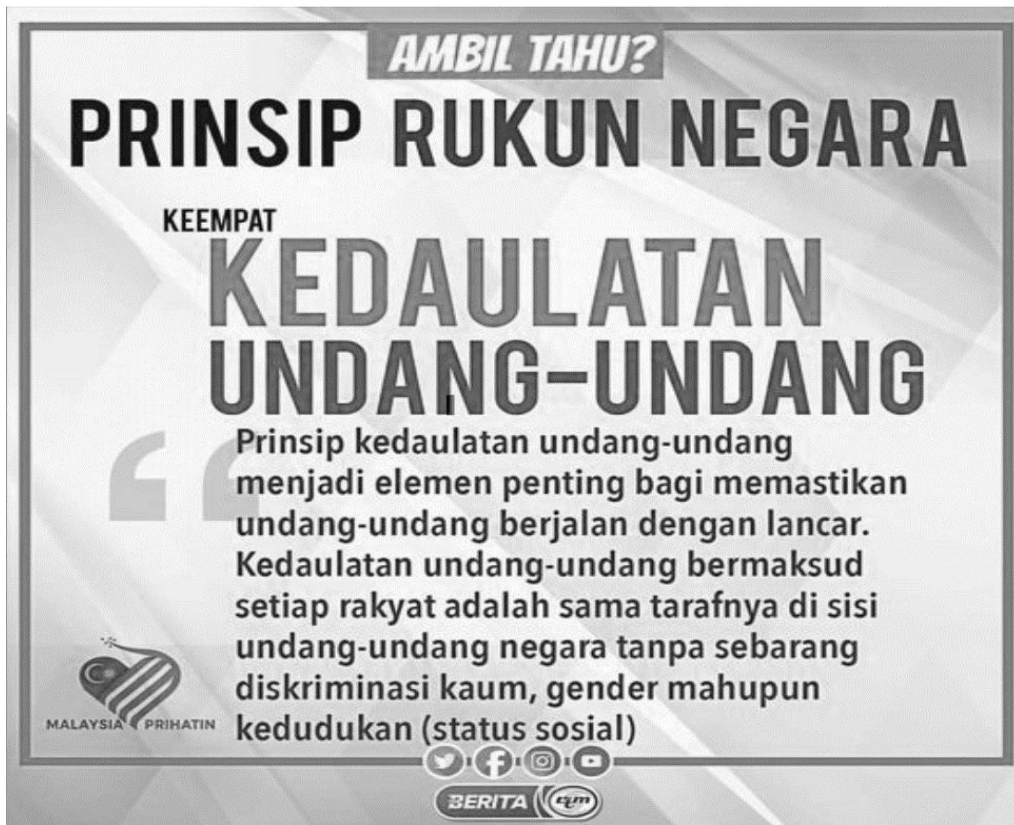 AMBIL TAHU?
PRINSIP RUKUN NEGARA
KEEMPAT
KEDAULATAN
UNDANG-UNDANG
“
Prinsip kedaulatan undang-undang
menjadi elemen penting bagi memastikan
undang-undang berjalan dengan lancar.
Kedaulatan undang-undang bermaksud
setiap rakyat adalah sama tarafnya di sisi
undang-undang negara tanpa sebarang
diskriminasi kaum, gender mahupun
kedudukan (status sosial)
MALAYSIA PRIHATIN
BERITA rtm